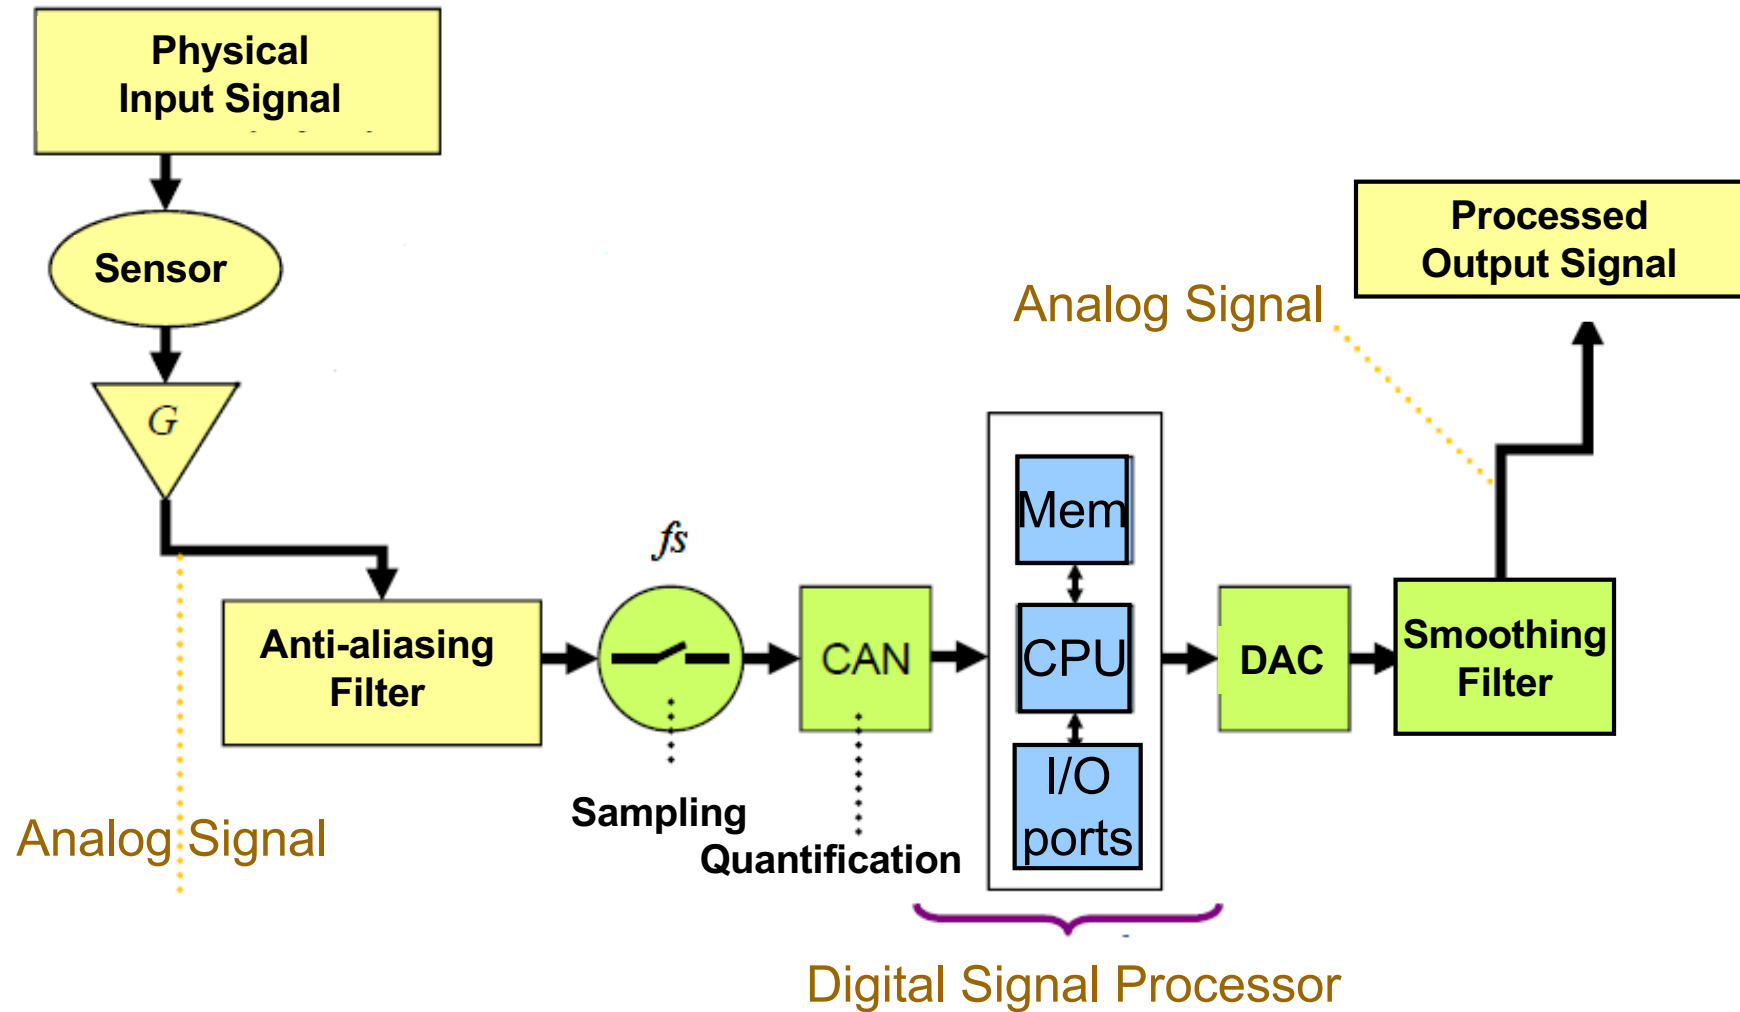 Physical
Input Signal
Sensor
G
Analog Signal
Anti-aliasing
Filter
fs
Sampling
CAN
Quantification
Mem
CPU
I/O
ports
Digital Signal Processor
DAC
Smoothing
Filter
Analog Signal
Processed
Output Signal